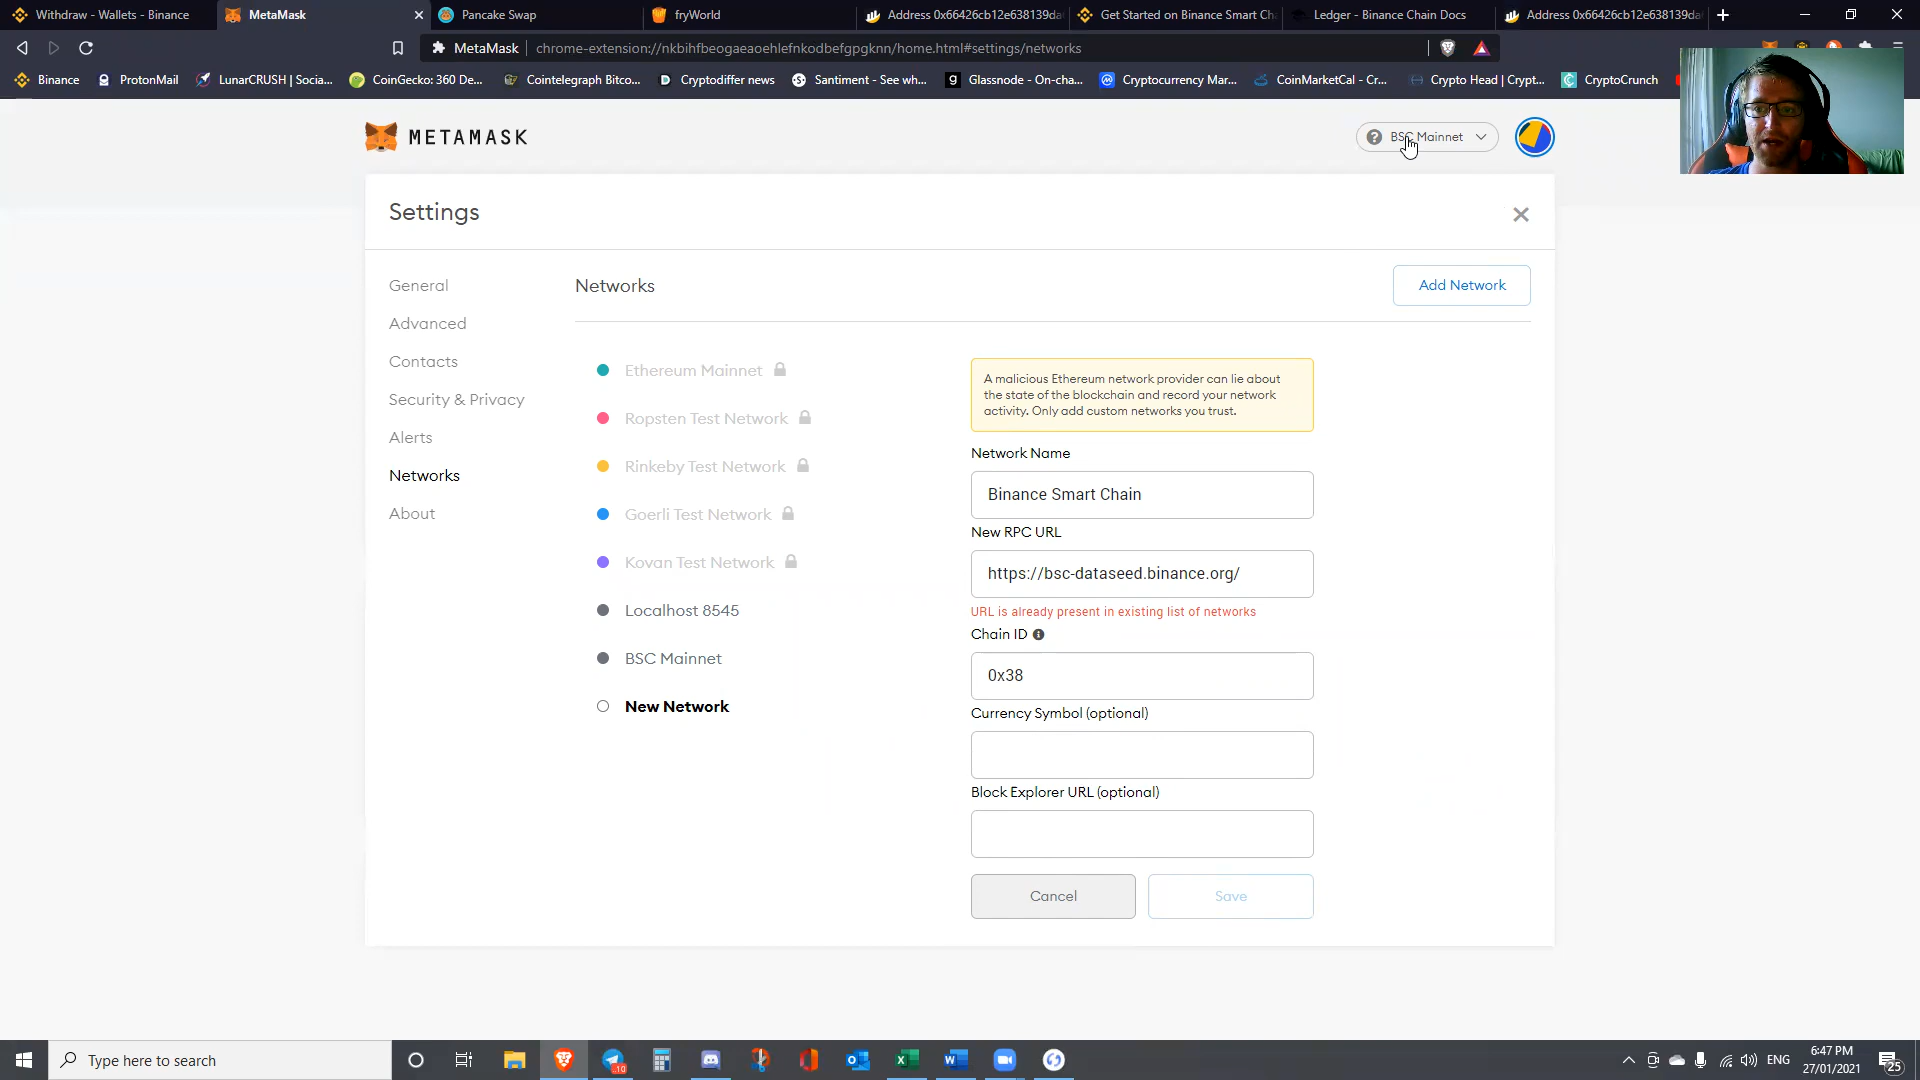 Withdraw - Wallets - Binance
MetaMask
Pancake Swap
fryWorld
Address 0x66426cb12e638139da
Get Started on Binance Smart Ch
Ledger - Binance Chain Docs
Address 0x66426cb12e638139da
MetaMask
chrome-extension://nkbihfbeogaeaoehlefnkodbefgpgknn/home.html#settings/networks
Binance
ProtonMail
LunarCRUSH | Socia...
CoinGecko: 360 De...
Cointelegraph Bitco...
Cryptodiffer news
Santiment - See wh...
Glassnode - On-cha...
Cryptocurrency Mar...
CoinMarketCal - Cr...
Crypto Head | Crypt...
CryptoCrunch
METAMASK
BSC Mainnet
Settings
General
Advanced
Contacts
Security & Privacy
Alerts
Networks
About
Networks
Add Network
Ethereum Mainnet
Ropsten Test Network
Rinkeby Test Network
Goerli Test Network
Kovan Test Network
Localhost 8545
BSC Mainnet
New Network
A malicious Ethereum network provider can lie about
the state of the blockchain and record your network
activity. Only add custom networks you trust.
Network Name
Binance Smart Chain
New RPC URL
https://bsc-dataseed.binance.org/
URL is already present in existing list of networks
Chain ID
0x38
Currency Symbol (optional)
Block Explorer URL (optional)
Cancel
Save
Type here to search
10
ENG
6:47 PM
27/01/2021
25